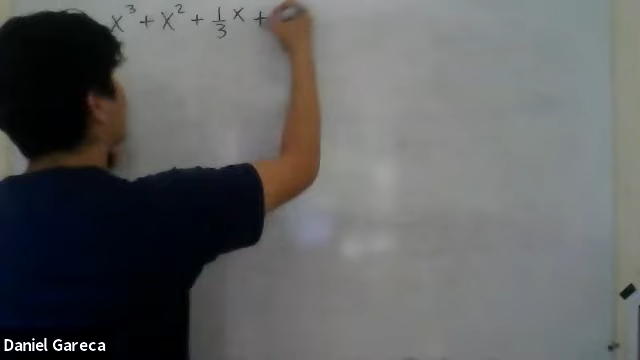 x³ + x² + 1/3 x +
Daniel Gareca